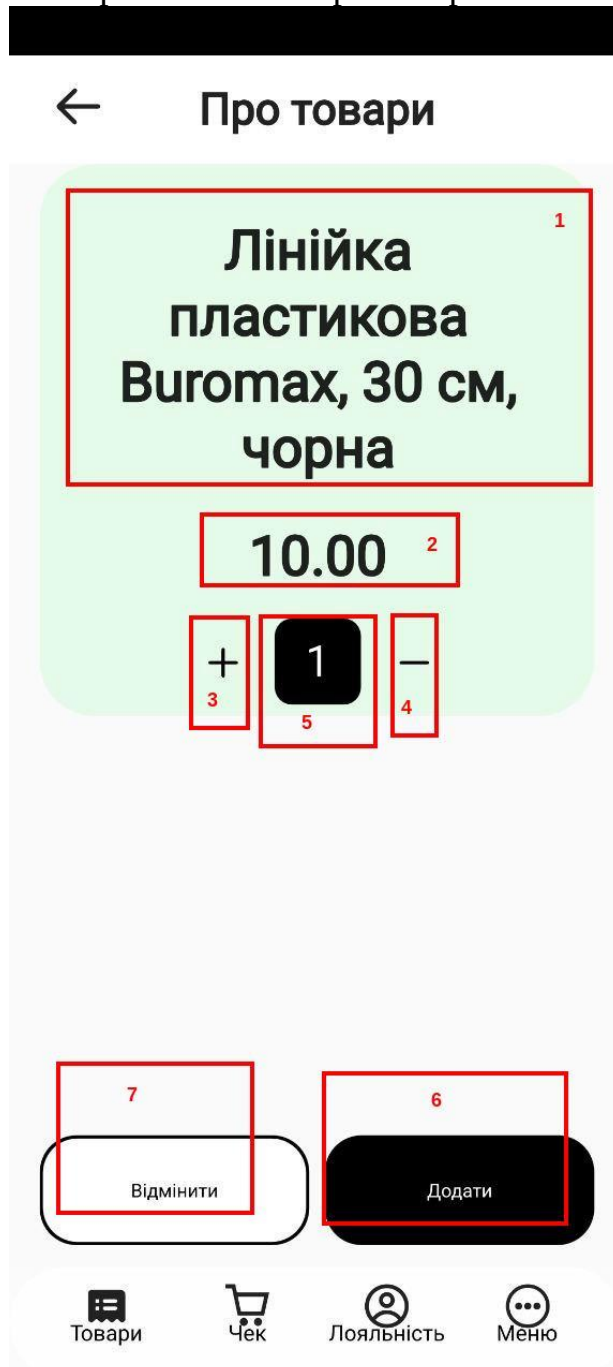 Про товари
1
Лінійка
пластикова
Buromax, 30 см,
чорна
10.00 2
+ 1 −
3 5 4
7 6
Відмінити Додати
Товари Чек Лояльність Меню